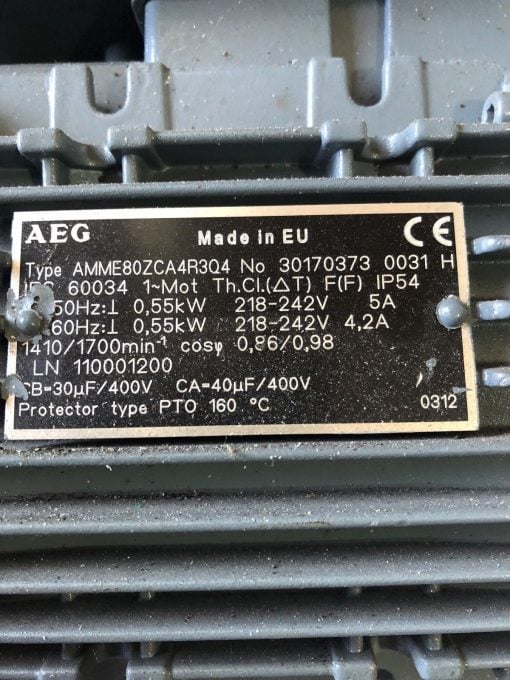 AEG Made in EU CE
Type AMME80ZCA4R3Q4 No 30170373 0031 H
60034 1~Mot Th.Cl.(ΔT) F(F) IP54
50Hz:⊥ 0,55kW 218-242V 5A
60Hz:⊥ 0,55kW 218-242V 4,2A
1410/1700min⁻¹ cosφ 0,86/0,98
LN 110001200
CB=30µF/400V CA=40µF/400V
Protector type PTO 160 °C 0312